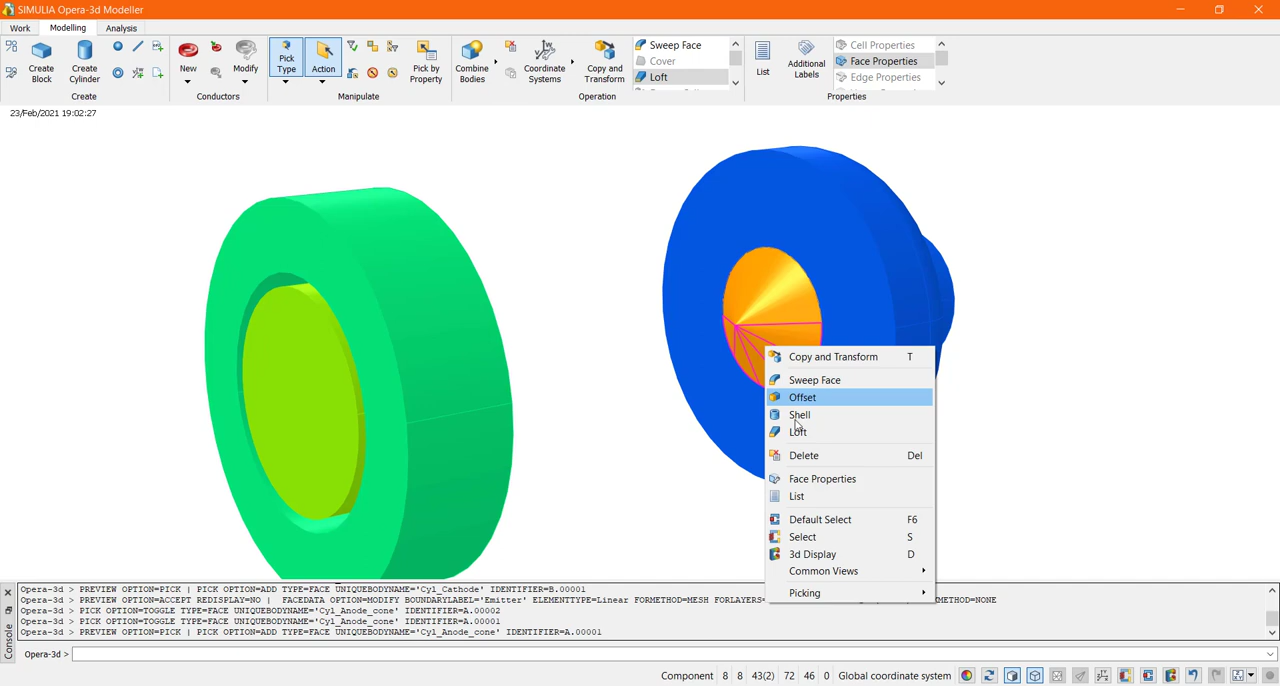 SIMULIA Opera-3d Modeller
Work Modelling Analysis
Create Block
Create Cylinder
Create
New
Modify
Conductors
Pick Type
Action
Pick by Property
Manipulate
Combine Bodies
Coordinate Systems
Copy and Transform
Sweep Face
Cover
Loft
Operation
List
Additional Labels
Cell Properties
Face Properties
Edge Properties
Properties
23/Feb/2021 19:02:27
Copy and Transform T
Sweep Face
Offset
Shell
Loft
Delete Del
Face Properties
List
Default Select F6
Select S
3d Display D
Common Views
Picking
Console
Opera-3d > PREVIEW OPTION=PICK | PICK OPTION=ADD TYPE=FACE UNIQUEBODYNAME='Cyl_Cathode' IDENTIFIER=B.00001
Opera-3d > PREVIEW OPTION=ACCEPT REDISPLAY=NO | FACEDATA OPTION=MODIFY BOUNDARYLABEL='Emitter' ELEMENTTYPE=Linear FORMETHOD=MESH FORLAYERS= METHOD=NONE
Opera-3d > PICK OPTION=TOGGLE TYPE=FACE UNIQUEBODYNAME='Cyl_Anode_cone' IDENTIFIER=A.00002
Opera-3d > PICK OPTION=TOGGLE TYPE=FACE UNIQUEBODYNAME='Cyl_Anode_cone' IDENTIFIER=A.00001
Opera-3d > PREVIEW OPTION=PICK | PICK OPTION=ADD TYPE=FACE UNIQUEBODYNAME='Cyl_Anode_cone' IDENTIFIER=A.00001
Opera-3d >
Component 8 8 43(2) 72 46 0 Global coordinate system